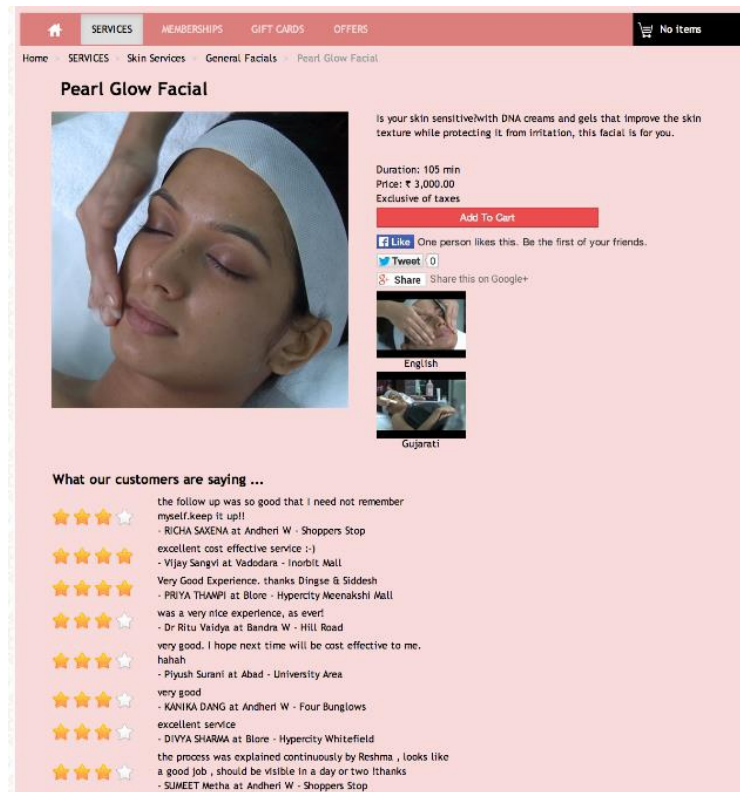 SERVICES MEMBERSHIPS GIFT CARDS OFFERS No items
Home SERVICES Skin Services General Facials Pearl Glow Facial
Pearl Glow Facial
Is your skin sensitive?with DNA creams and gels that improve the skin
texture while protecting it from irritation, this facial is for you.
Duration: 105 min
Price: ₹ 3,000.00
Exclusive of taxes
Add To Cart
Like One person likes this. Be the first of your friends.
Tweet 0
Share Share this on Google+
English
Gujarati
What our customers are saying ...
the follow up was so good that I need not remember
myself.keep it up!!
- RICHA SAXENA at Andheri W - Shoppers Stop
excellent cost effective service :-)
- Vijay Sangvi at Vadodara - Inorbit Mall
Very Good Experience. thanks Dingse & Siddesh
- PRIYA THAMPI at Blore - Hypercity Meenakshi Mall
was a very nice experience, as ever!
- Dr Ritu Vaidya at Bandra W - Hill Road
very good. I hope next time will be cost effective to me.
hahah
- Piyush Surani at Abad - University Area
very good
- KANIKA DANG at Andheri W - Four Bunglows
excellent service
- DIVYA SHARMA at Blore - Hypercity Whitefield
the process was explained continuously by Reshma , looks like
a good job , should be visible in a day or two !thanks
- SUMEET Metha at Andheri W - Shoppers Stop